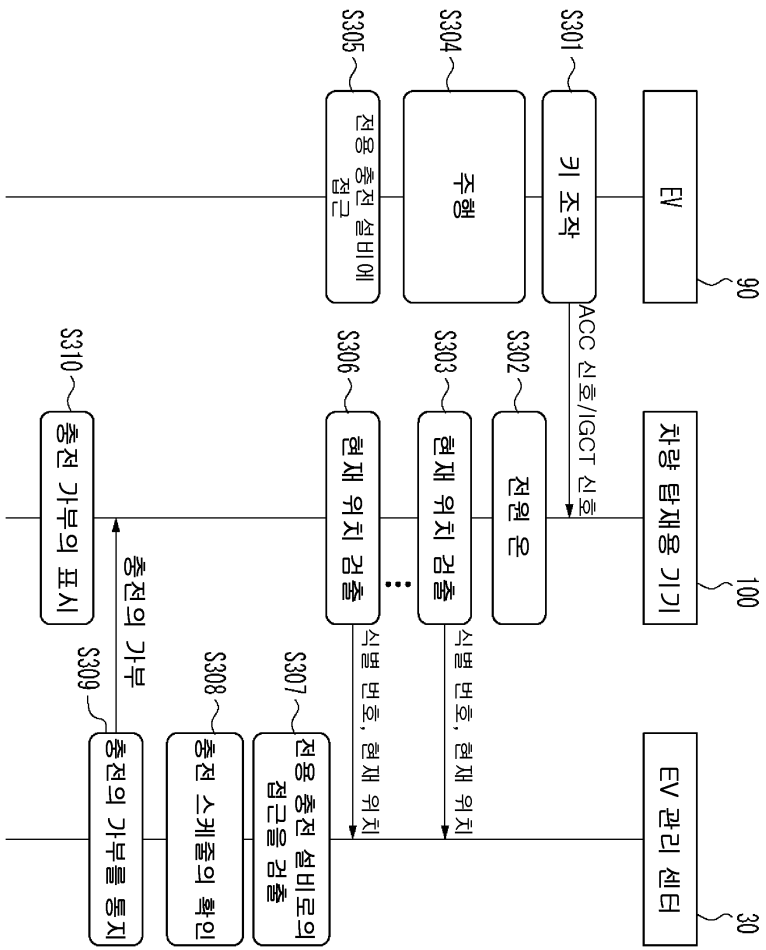 EV
90
차량 탑재용 기기
100
EV 관리 센터
30
S301
키 조작
ACC 신호/IGCT 신호
S302
전원 온
S303
현재 위치 검출
식별 번호, 현재 위치
S304
주행
S305
전용 충전 설비에
접근
S306
현재 위치 검출
식별 번호, 현재 위치
S307
전용 충전 설비로의
접근을 검출
S308
충전 스케줄의 확인
S309
충전의 가부를 통지
충전의 가부
S310
충전 가부의 표시